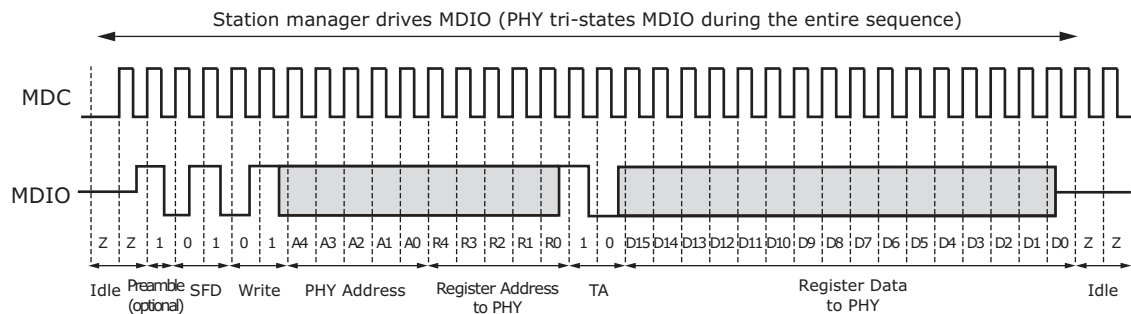 Station manager drives MDIO (PHY tri-states MDIO during the entire sequence)
MDC
MDIO
Z Z 1 0 1 0 1 A4 A3 A2 A1 A0 R4 R3 R2 R1 R0 1 0 D15 D14 D13 D12 D11 D10 D9 D8 D7 D6 D5 D4 D3 D2 D1 D0 Z Z
Idle Preamble (optional) SFD Write PHY Address Register Address to PHY TA Register Data to PHY Idle